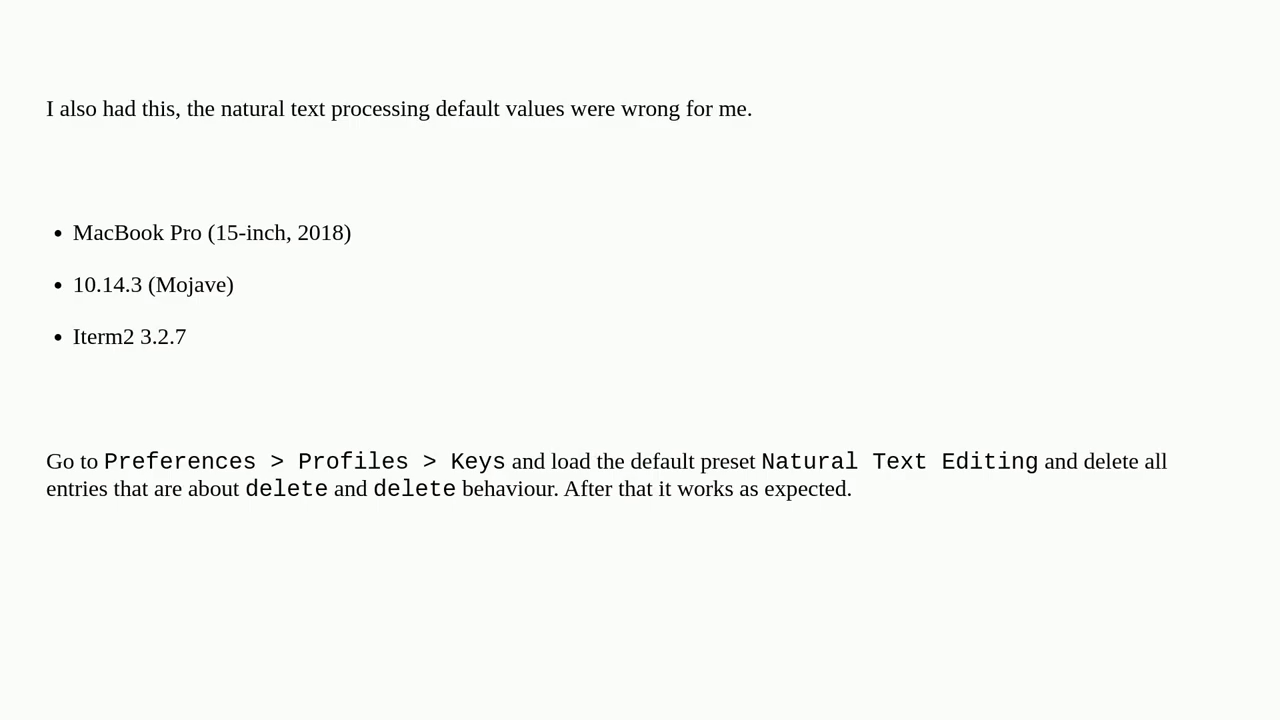 I also had this, the natural text processing default values were wrong for me.
• MacBook Pro (15-inch, 2018)
• 10.14.3 (Mojave)
• Iterm2 3.2.7
Go to Preferences > Profiles > Keys and load the default preset Natural Text Editing and delete all
entries that are about delete and delete behaviour. After that it works as expected.